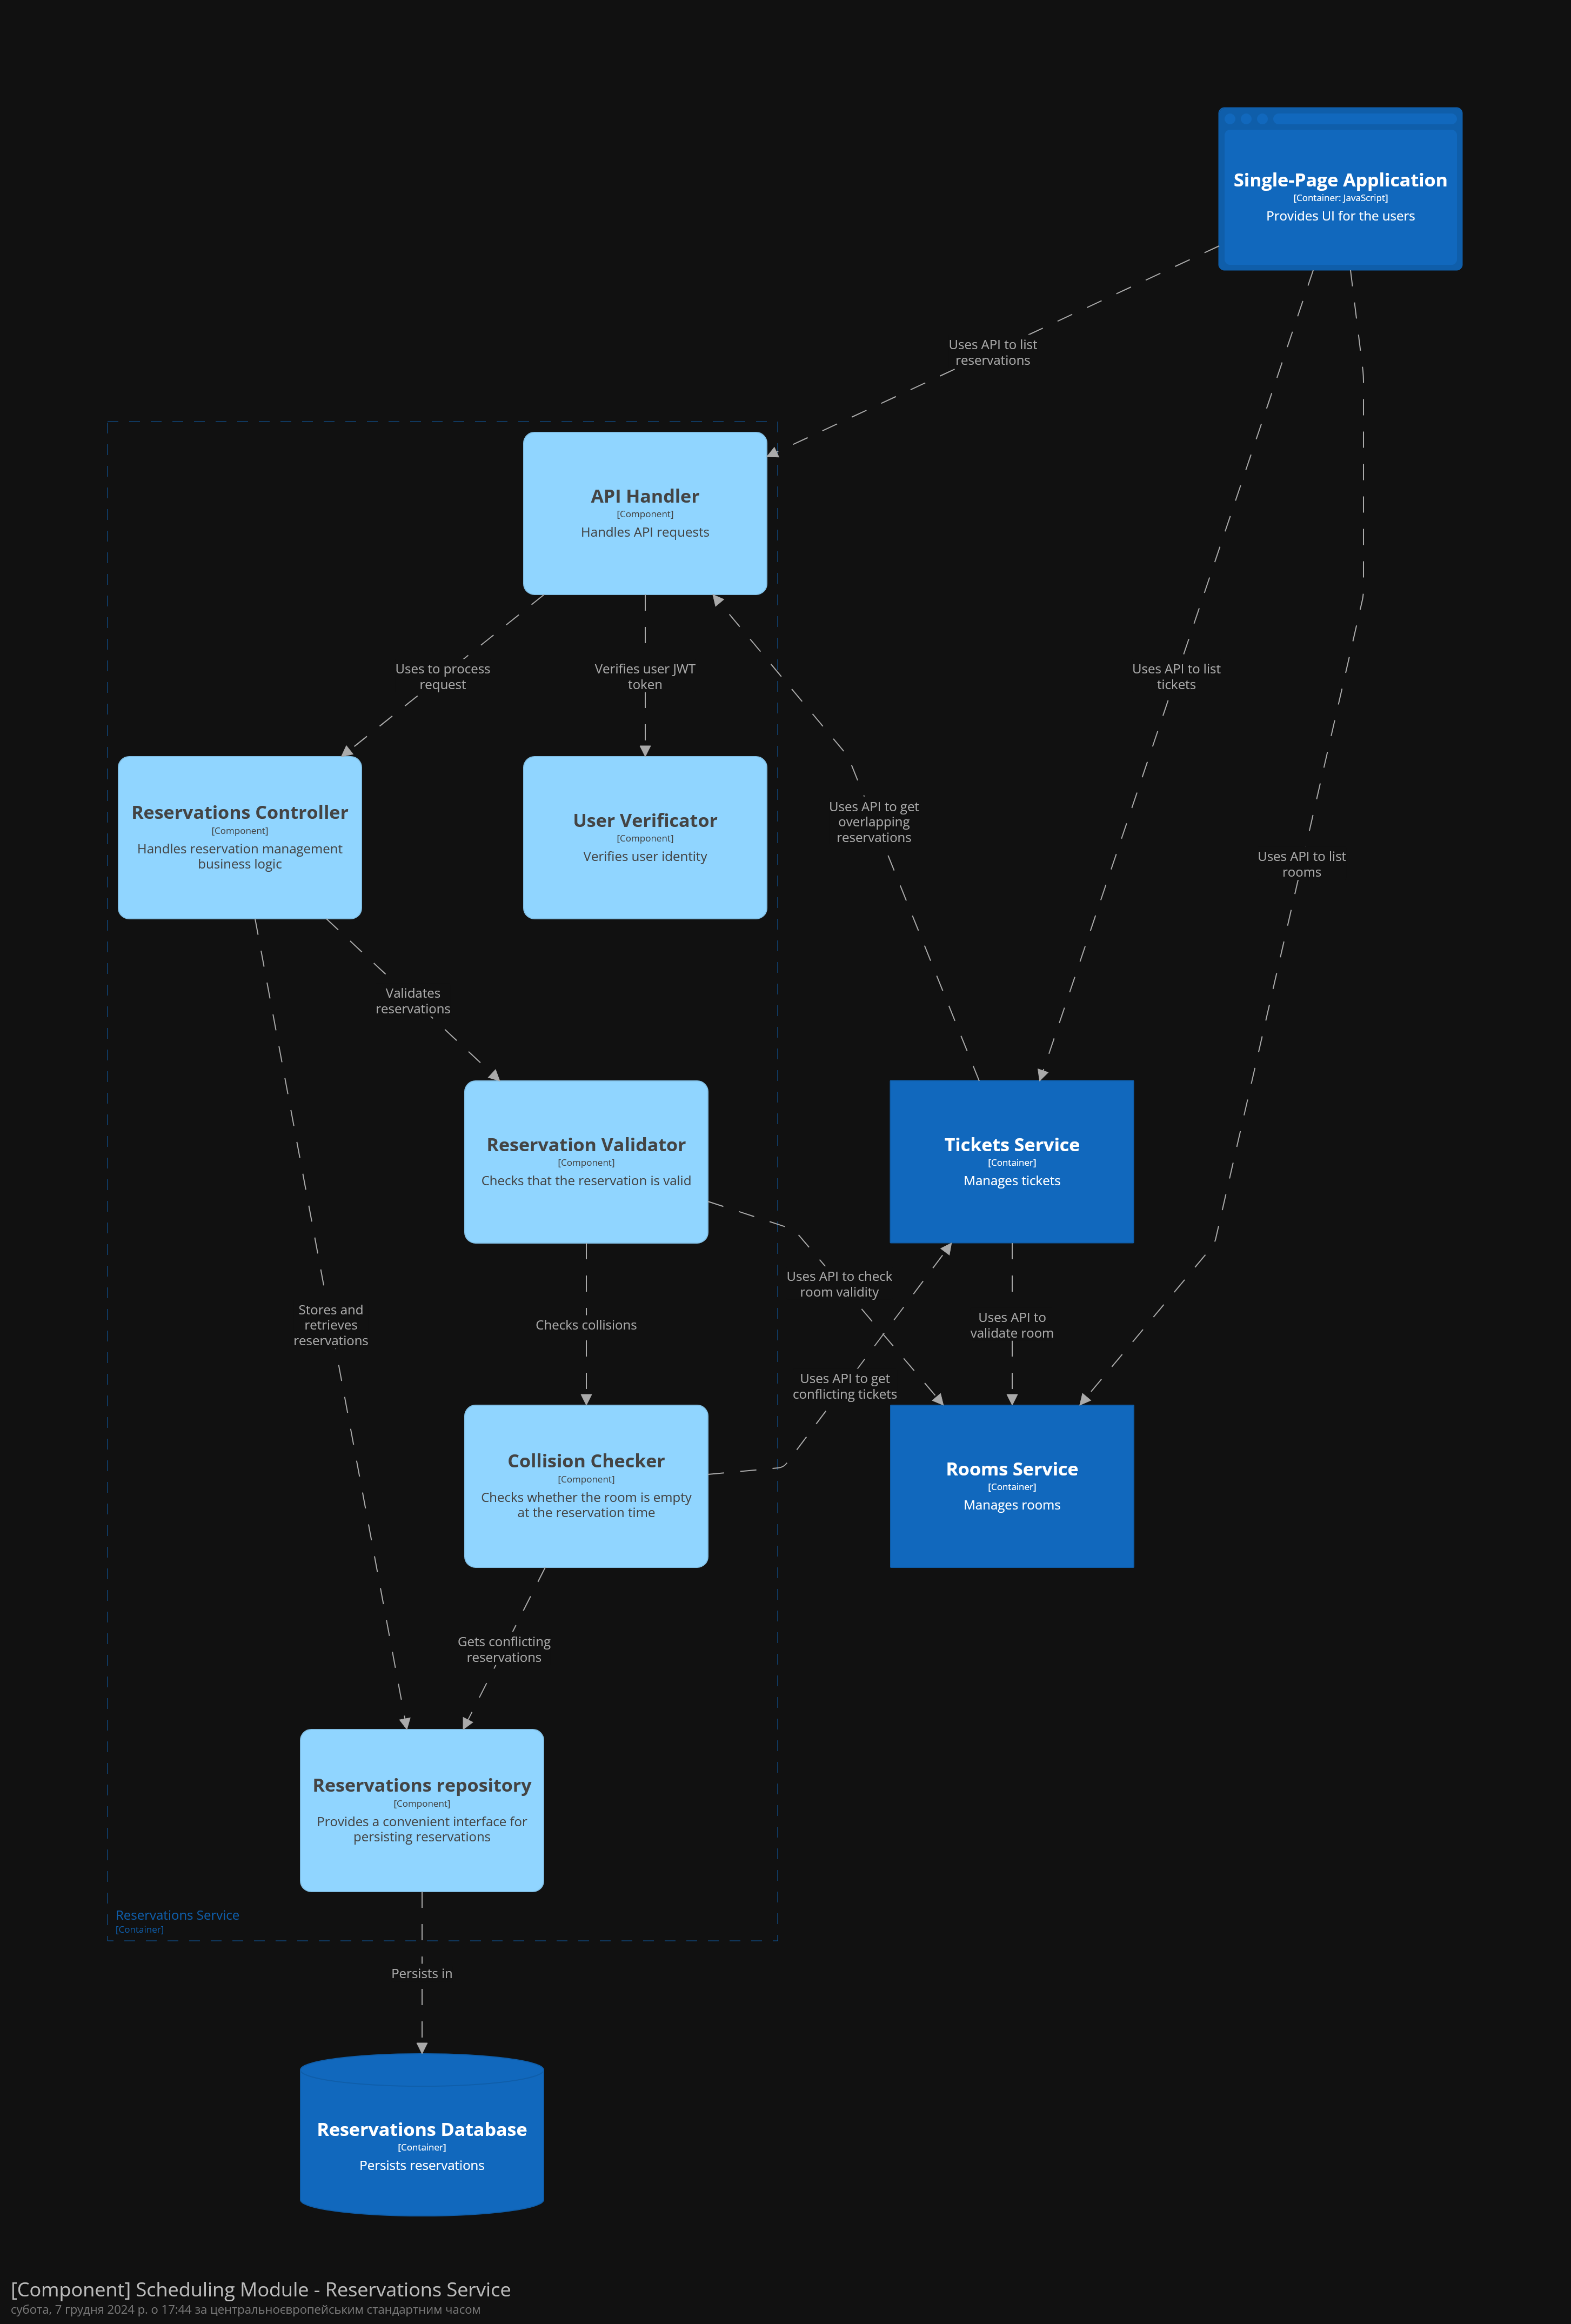 Single-Page Application
[Container: JavaScript]
Provides UI for the users
Uses API to list
reservations
API Handler
[Component]
Handles API requests
Uses to process
request
Verifies user JWT
token
Uses API to list
tickets
Reservations Controller
[Component]
Handles reservation management
business logic
User Verificator
[Component]
Verifies user identity
Uses API to get
overlapping
reservations
Uses API to list
rooms
Validates
reservations
Reservation Validator
[Component]
Checks that the reservation is valid
Tickets Service
[Container]
Manages tickets
Uses API to check
room validity
Stores and
retrieves
reservations
Checks collisions
Uses API to
validate room
Uses API to get
conflicting tickets
Collision Checker
[Component]
Checks whether the room is empty
at the reservation time
Rooms Service
[Container]
Manages rooms
Gets conflicting
reservations
Reservations repository
[Component]
Provides a convenient interface for
persisting reservations
Reservations Service
[Container]
Persists in
Reservations Database
[Container]
Persists reservations
[Component] Scheduling Module - Reservations Service
субота, 7 грудня 2024 р. о 17:44 за центральноєвропейським стандартним часом